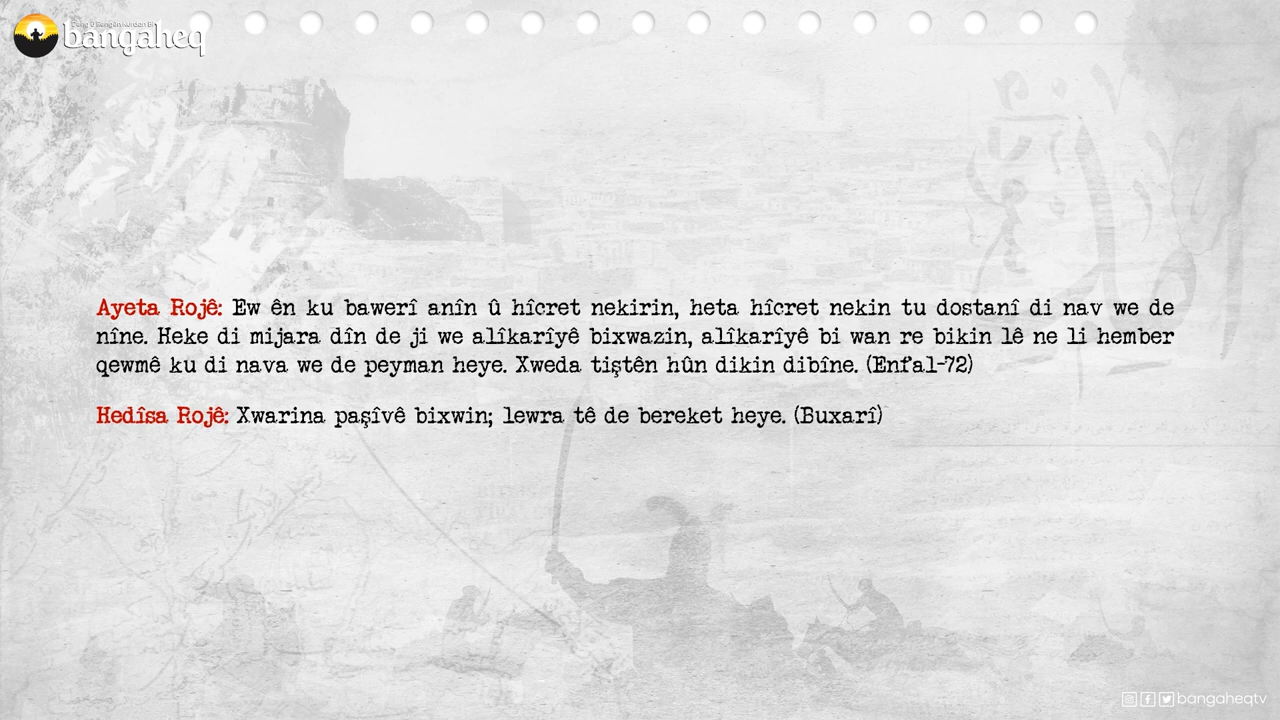 bangaheq
Ayeta Rojê: Ew ên ku bawerî anîn û hîcret nekirin, heta hîcret nekin tu dostanî di nav we de
nîne. Heke di mijara dîn de ji we alîkarîyê bixwazin, alîkarîyê bi wan re bikin lê ne li hember
qewmê ku di nava we de peyman heye. Xweda tiştên hûn dikin dibîne. (Enfal-72)
Hedîsa Rojê: Xwarina paşîvê bixwin; lewra tê de bereket heye. (Buxarî)
bangaheqtv